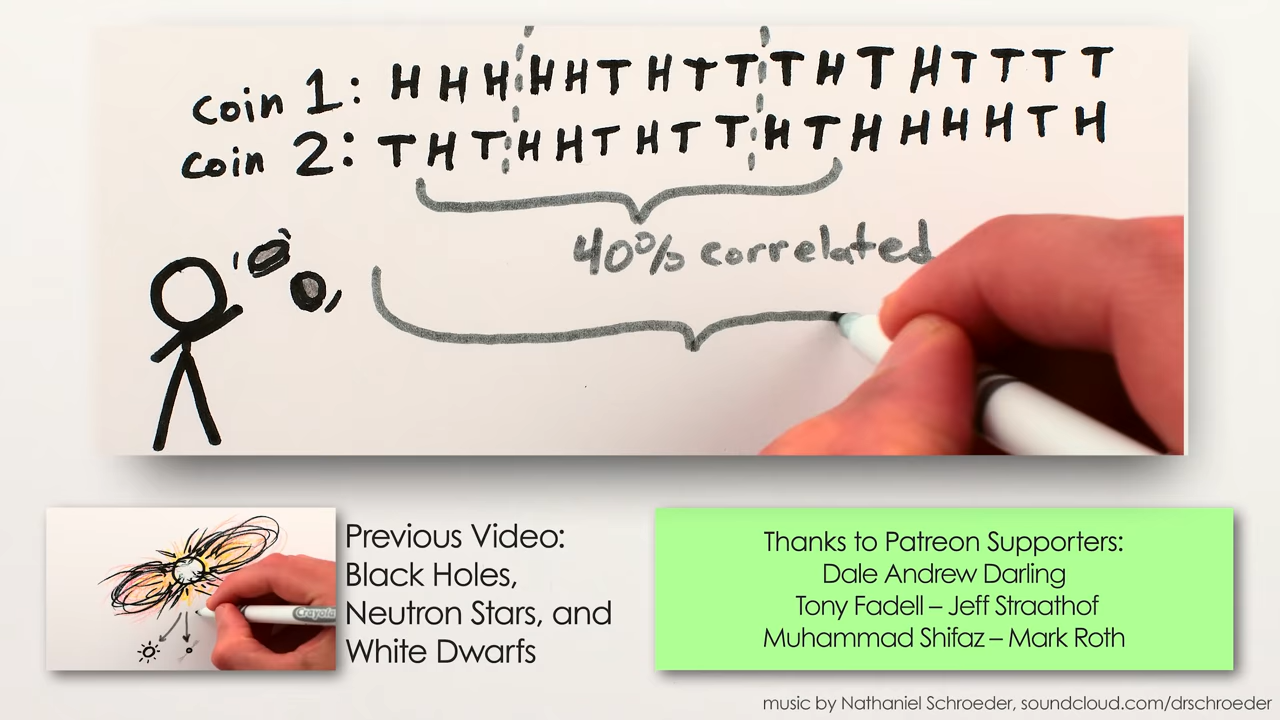 coin 1: H H H H H T H T T T H T H T T T T
coin 2: T H T H H T H T T H T H H H H T H
40% correlated
Previous Video:
Black Holes,
Neutron Stars, and
White Dwarfs
Crayola
Thanks to Patreon Supporters:
Dale Andrew Darling
Tony Fadell – Jeff Straathof
Muhammad Shifaz – Mark Roth
music by Nathaniel Schroeder, soundcloud.com/drschroeder